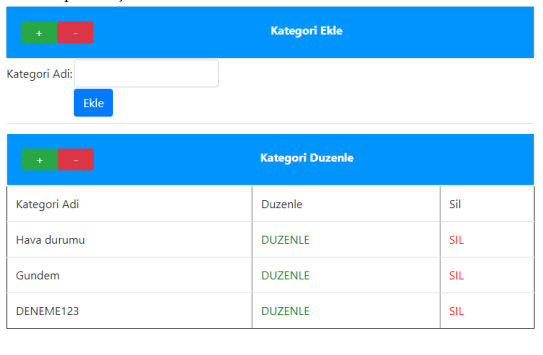 + - Kategori Ekle
Kategori Adi:
Ekle
+ - Kategori Duzenle
Kategori Adi Duzenle Sil
Hava durumu DUZENLE SIL
Gundem DUZENLE SIL
DENEME123 DUZENLE SIL